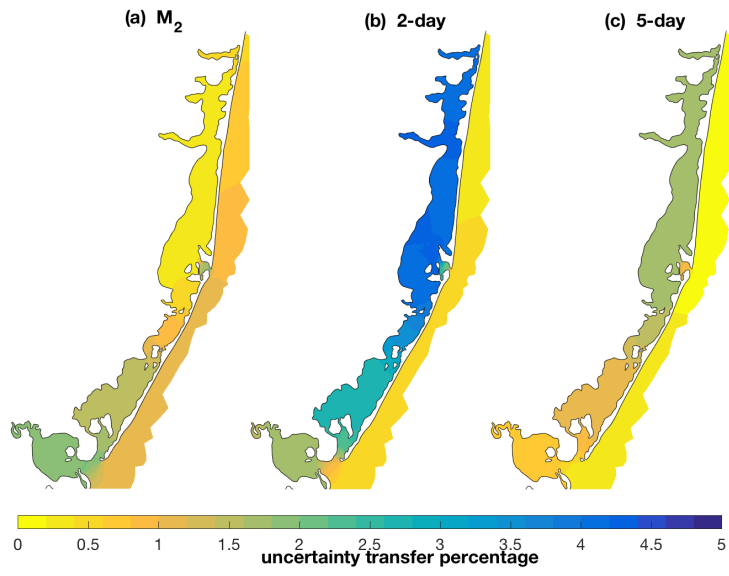 (a) M2 (b) 2-day (c) 5-day
0 0.5 1 1.5 2 2.5 3 3.5 4 4.5 5
uncertainty transfer percentage